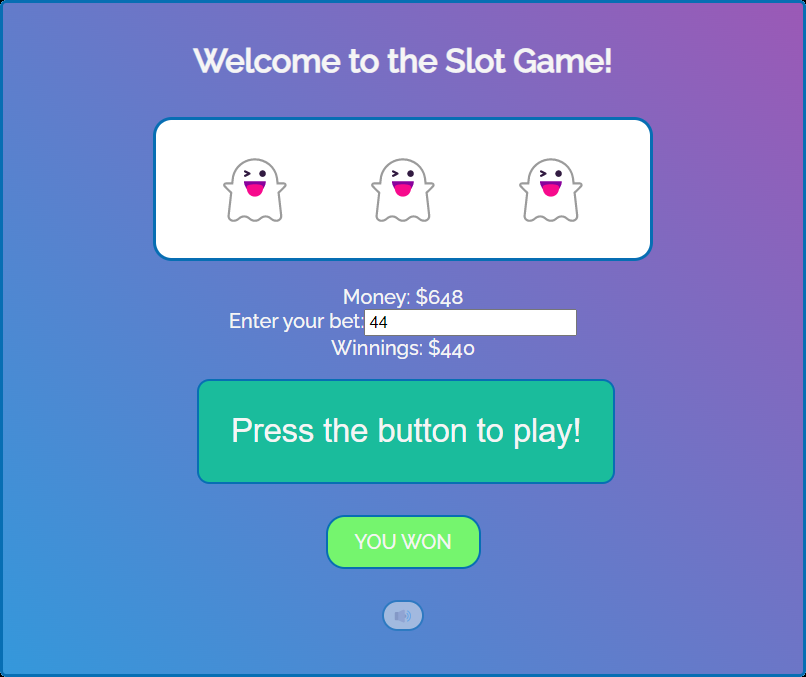 Welcome to the Slot Game!
Money: $648
Enter your bet: 44
Winnings: $440
Press the button to play!
YOU WON